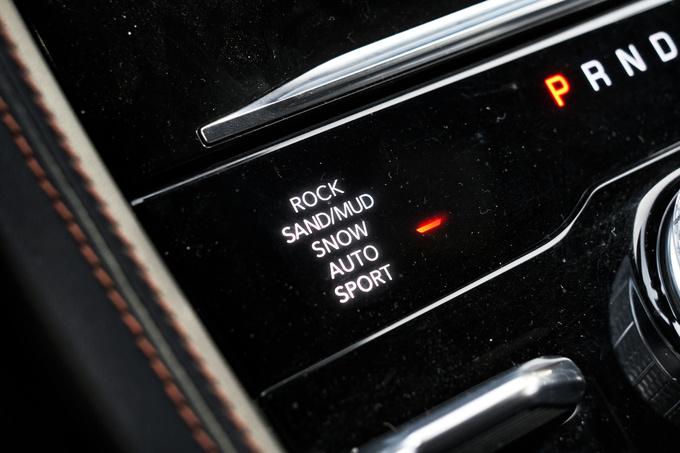 P R N D
ROCK
SAND/MUD
SNOW
AUTO
SPORT